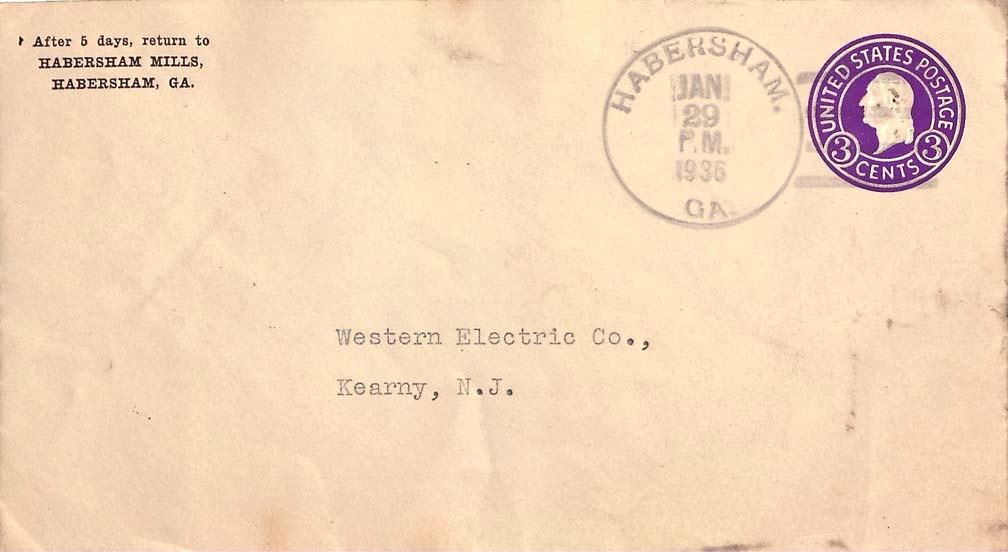 After 5 days, return to
HABERSHAM MILLS,
HABERSHAM, GA.
HABERSHAM.
JAN
29
P.M.
1936
GA.
UNITED STATES POSTAGE
3 3
CENTS
Western Electric Co.,
Kearny, N.J.